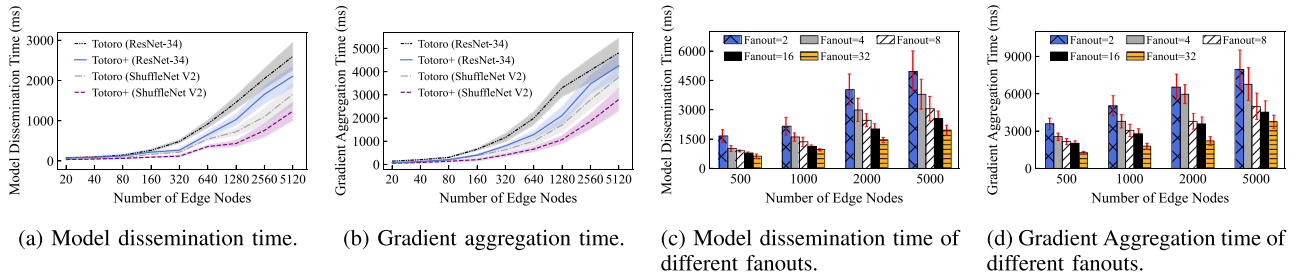 Model Dissemination Time (ms)
3000
2000
1000
0
Totoro (ResNet-34)
Totoro+ (ResNet-34)
Totoro (ShuffleNet V2)
Totoro+ (ShuffleNet V2)
20 40 80 160 320 640 1280 2560 5120
Number of Edge Nodes
(a) Model dissemination time.
Gradient Aggregation Time (ms)
5000
4000
3000
2000
1000
0
Totoro (ResNet-34)
Totoro+ (ResNet-34)
Totoro (ShuffleNet V2)
Totoro+ (ShuffleNet V2)
20 40 80 160 320 640 1280 2560 5120
Number of Edge Nodes
(b) Gradient aggregation time.
Model Dissemination Time (ms)
6000
4500
3000
1500
0
Fanout=2 Fanout=4 Fanout=8
Fanout=16 Fanout=32
500 1000 2000 5000
Number of Edge Nodes
(c) Model dissemination time of
different fanouts.
Gradient Aggregation Time (ms)
9000
6000
3000
0
Fanout=2 Fanout=4 Fanout=8
Fanout=16 Fanout=32
500 1000 2000 5000
Number of Edge Nodes
(d) Gradient Aggregation time of
different fanouts.